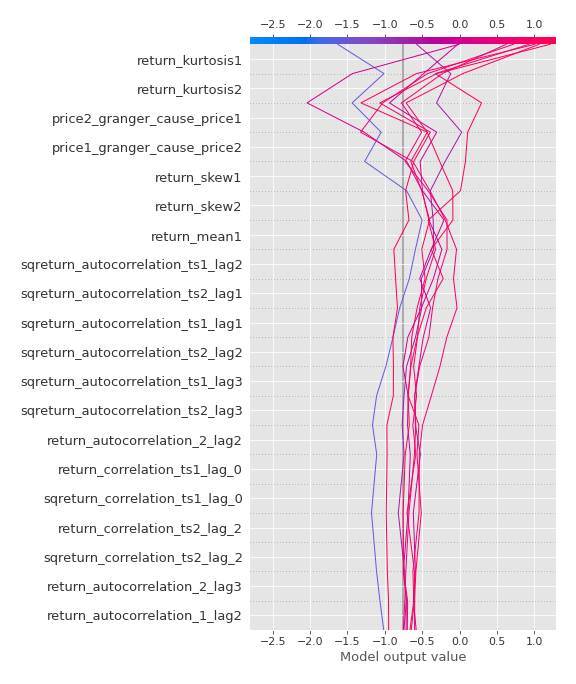 −2.5 −2.0 −1.5 −1.0 −0.5 0.0 0.5 1.0
return_kurtosis1
return_kurtosis2
price2_granger_cause_price1
price1_granger_cause_price2
return_skew1
return_skew2
return_mean1
sqreturn_autocorrelation_ts1_lag2
sqreturn_autocorrelation_ts2_lag1
sqreturn_autocorrelation_ts1_lag1
sqreturn_autocorrelation_ts2_lag2
sqreturn_autocorrelation_ts1_lag3
sqreturn_autocorrelation_ts2_lag3
return_autocorrelation_2_lag2
return_correlation_ts1_lag_0
sqreturn_correlation_ts1_lag_0
return_correlation_ts2_lag_2
sqreturn_correlation_ts2_lag_2
return_autocorrelation_2_lag3
return_autocorrelation_1_lag2
−2.5 −2.0 −1.5 −1.0 −0.5 0.0 0.5 1.0
Model output value